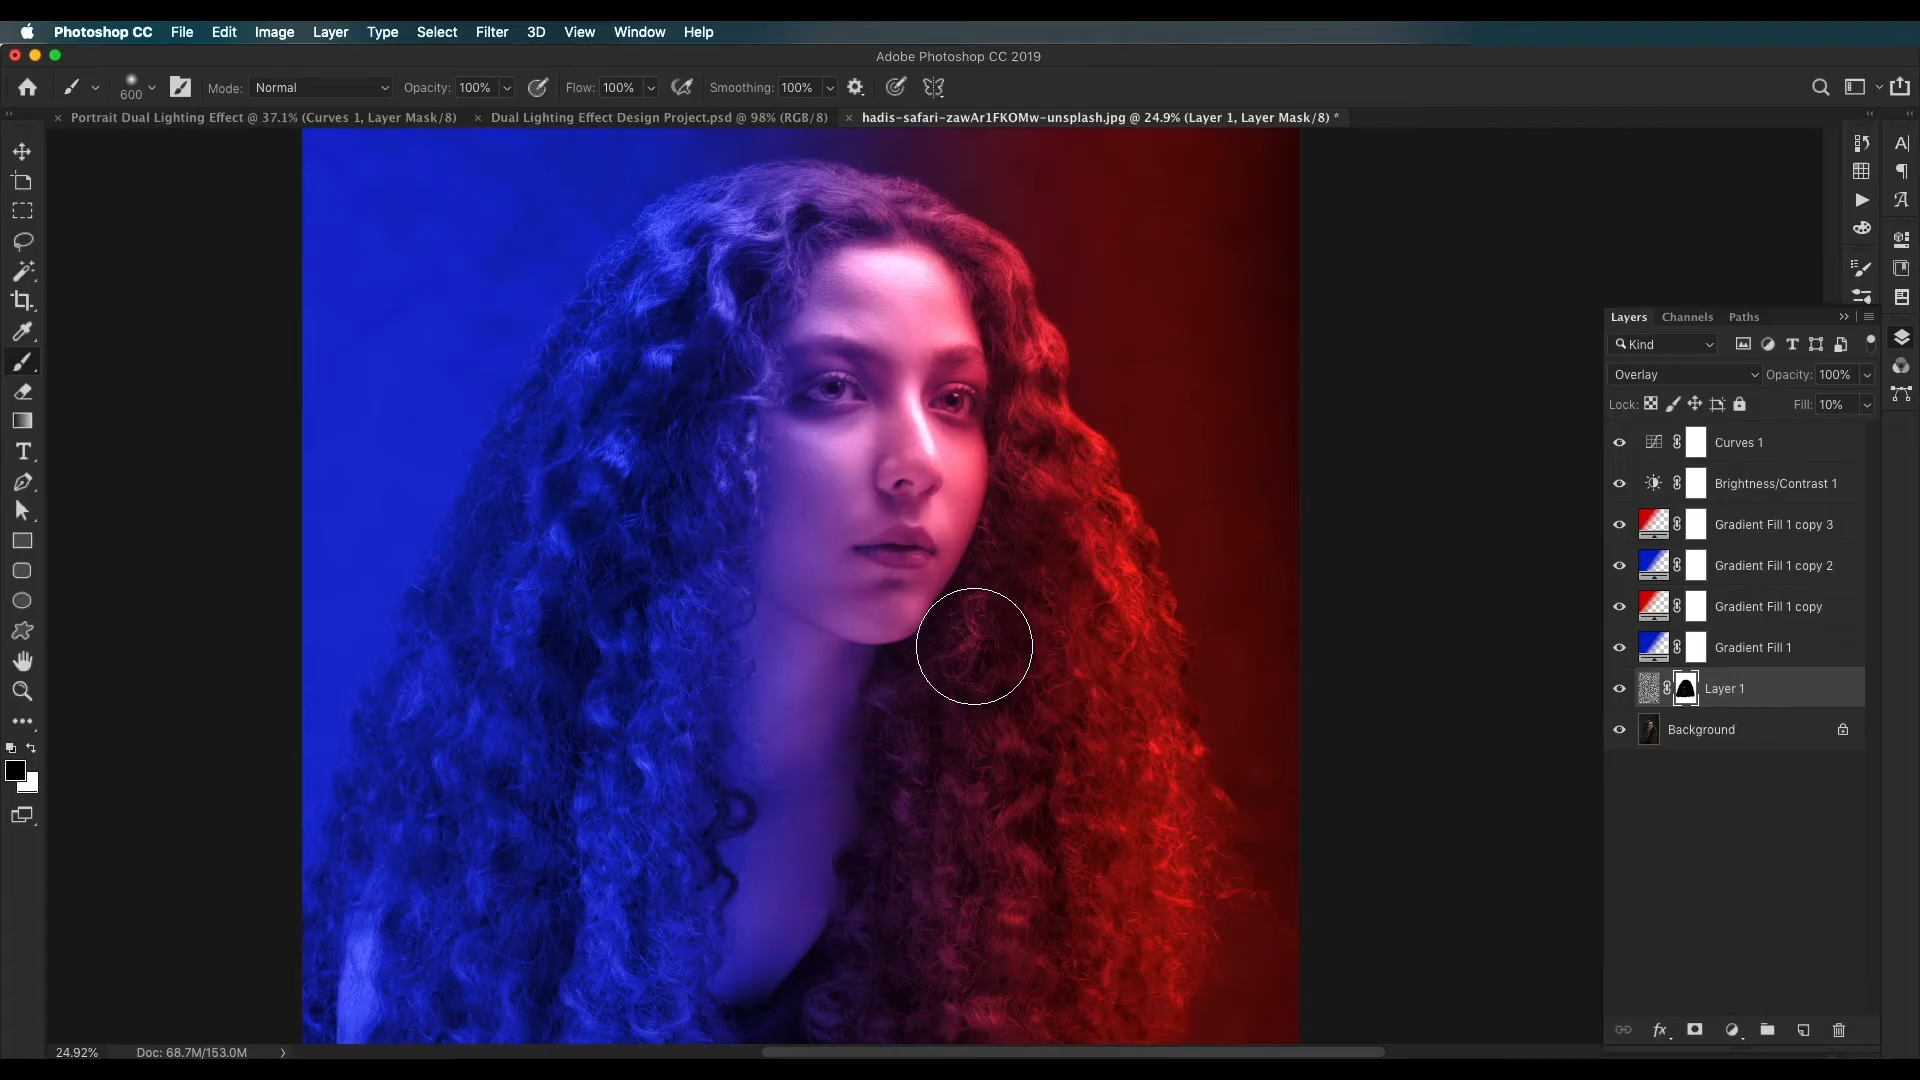 Photoshop CC File Edit Image Layer Type Select Filter 3D View Window Help
Adobe Photoshop CC 2019
600 Mode: Normal Opacity: 100% Flow: 100% Smoothing: 100%
× Portrait Dual Lighting Effect @ 37.1% (Curves 1, Layer Mask/8) × Dual Lighting Effect Design Project.psd @ 98% (RGB/8) × hadis-safari-zawAr1FKOMw-unsplash.jpg @ 24.9% (Layer 1, Layer Mask/8) *
Layers Channels Paths
Kind
Overlay Opacity: 100%
Lock: Fill: 10%
Curves 1
Brightness/Contrast 1
Gradient Fill 1 copy 3
Gradient Fill 1 copy 2
Gradient Fill 1 copy
Gradient Fill 1
Layer 1
Background
24.92% Doc: 68.7M/153.0M